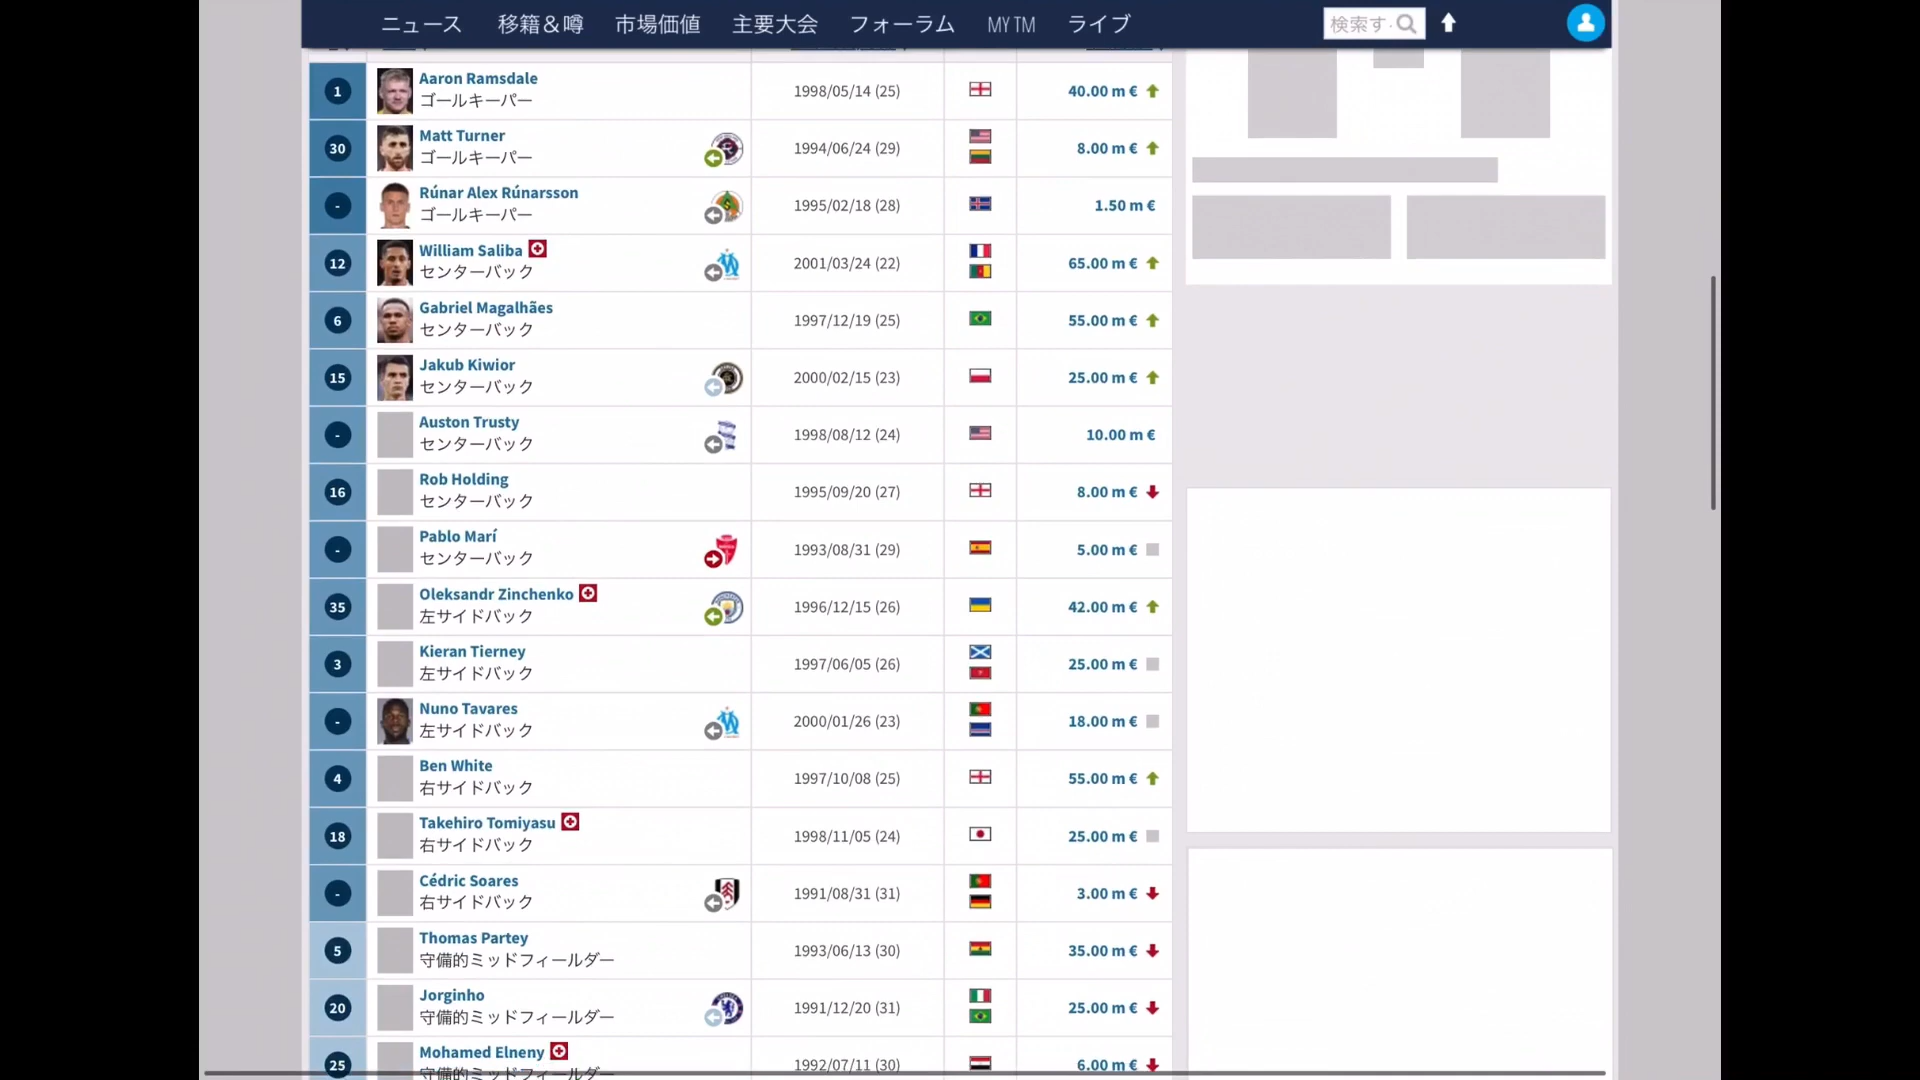 ニュース 移籍&噂 市場価値 主要大会 フォーラム MY TM ライブ 検索す
1 Aaron Ramsdale 1998/05/14 (25) 40.00 m €
ゴールキーパー
30 Matt Turner 1994/06/24 (29) 8.00 m €
ゴールキーパー
- Rúnar Alex Rúnarsson 1995/02/18 (28) 1.50 m €
ゴールキーパー
12 William Saliba 2001/03/24 (22) 65.00 m €
センターバック
6 Gabriel Magalhães 1997/12/19 (25) 55.00 m €
センターバック
15 Jakub Kiwior 2000/02/15 (23) 25.00 m €
センターバック
- Auston Trusty 1998/08/12 (24) 10.00 m €
センターバック
16 Rob Holding 1995/09/20 (27) 8.00 m €
センターバック
- Pablo Marí 1993/08/31 (29) 5.00 m €
センターバック
35 Oleksandr Zinchenko 1996/12/15 (26) 42.00 m €
左サイドバック
3 Kieran Tierney 1997/06/05 (26) 25.00 m €
左サイドバック
- Nuno Tavares 2000/01/26 (23) 18.00 m €
左サイドバック
4 Ben White 1997/10/08 (25) 55.00 m €
右サイドバック
18 Takehiro Tomiyasu 1998/11/05 (24) 25.00 m €
右サイドバック
- Cédric Soares 1991/08/31 (31) 3.00 m €
右サイドバック
5 Thomas Partey 1993/06/13 (30) 35.00 m €
守備的ミッドフィールダー
20 Jorginho 1991/12/20 (31) 25.00 m €
守備的ミッドフィールダー
25 Mohamed Elneny 1992/07/11 (30) 6.00 m €
守備的ミッドフィールダー